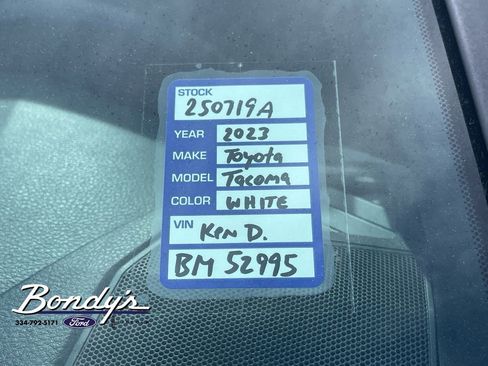 STOCK
250719A
YEAR 2023
MAKE Toyota
MODEL Tacoma
COLOR WHITE
VIN Ken D.
BM 52995
Bondy's
334-792-5171 Ford